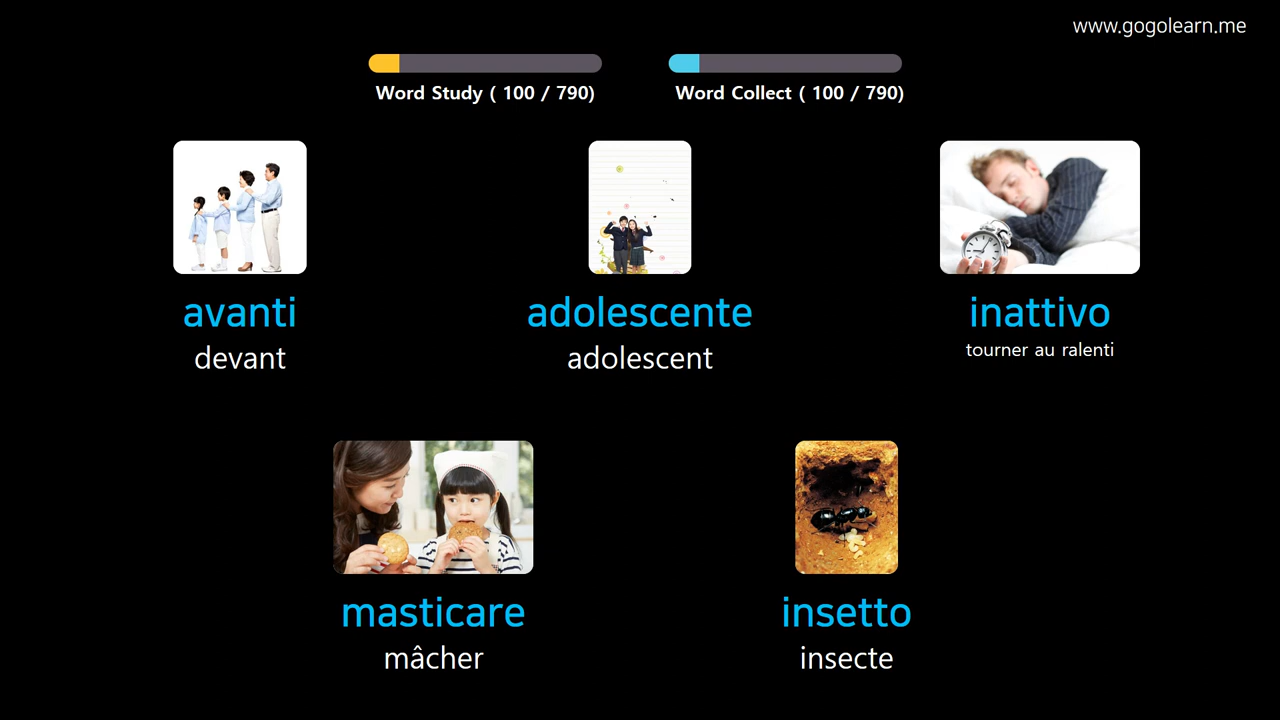 www.gogolearn.me
Word Study ( 100 / 790)
Word Collect ( 100 / 790)
avanti
devant
adolescente
adolescent
inattivo
tourner au ralenti
masticare
mâcher
insetto
insecte